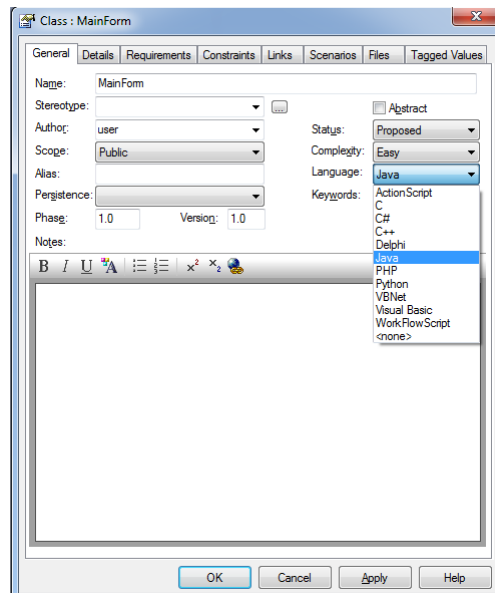 Class : MainForm
General Details Requirements Constraints Links Scenarios Files Tagged Values
Name: MainForm
Stereotype: ... Abstract
Author: user Status: Proposed
Scope: Public Complexity: Easy
Alias: Language: Java
Persistence: Keywords: ActionScript
C
Phase: 1.0 Version: 1.0 C#
C++
Notes: Delphi
Java
B I U A x² ×₂ PHP
Python
VBNet
Visual Basic
WorkFlowScript
<none>
OK Cancel Apply Help